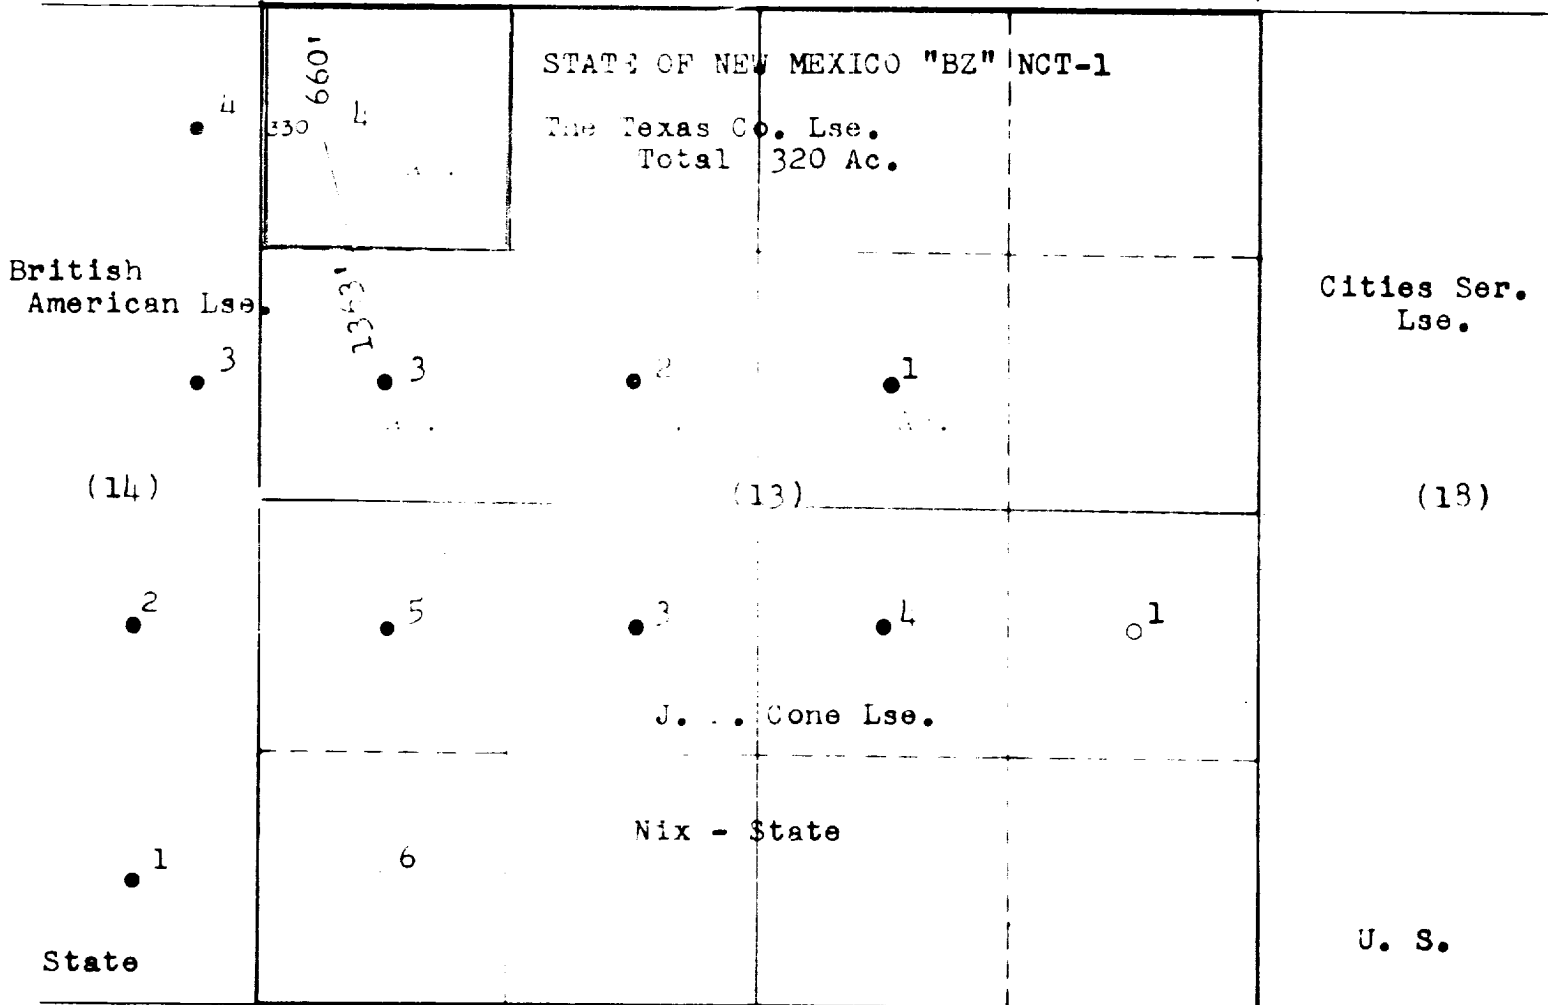 STATE OF NEW MEXICO "BZ" NCT-1
The Texas Co. Lse.
Total 320 Ac.
660'
330
4
4
British
American Lse.
Cities Ser.
Lse.
3
3
2
1
(14)
(13)
(18)
2
5
3
4
1
J. . . Cone Lse.
Nix - State
1
6
State
U. S.